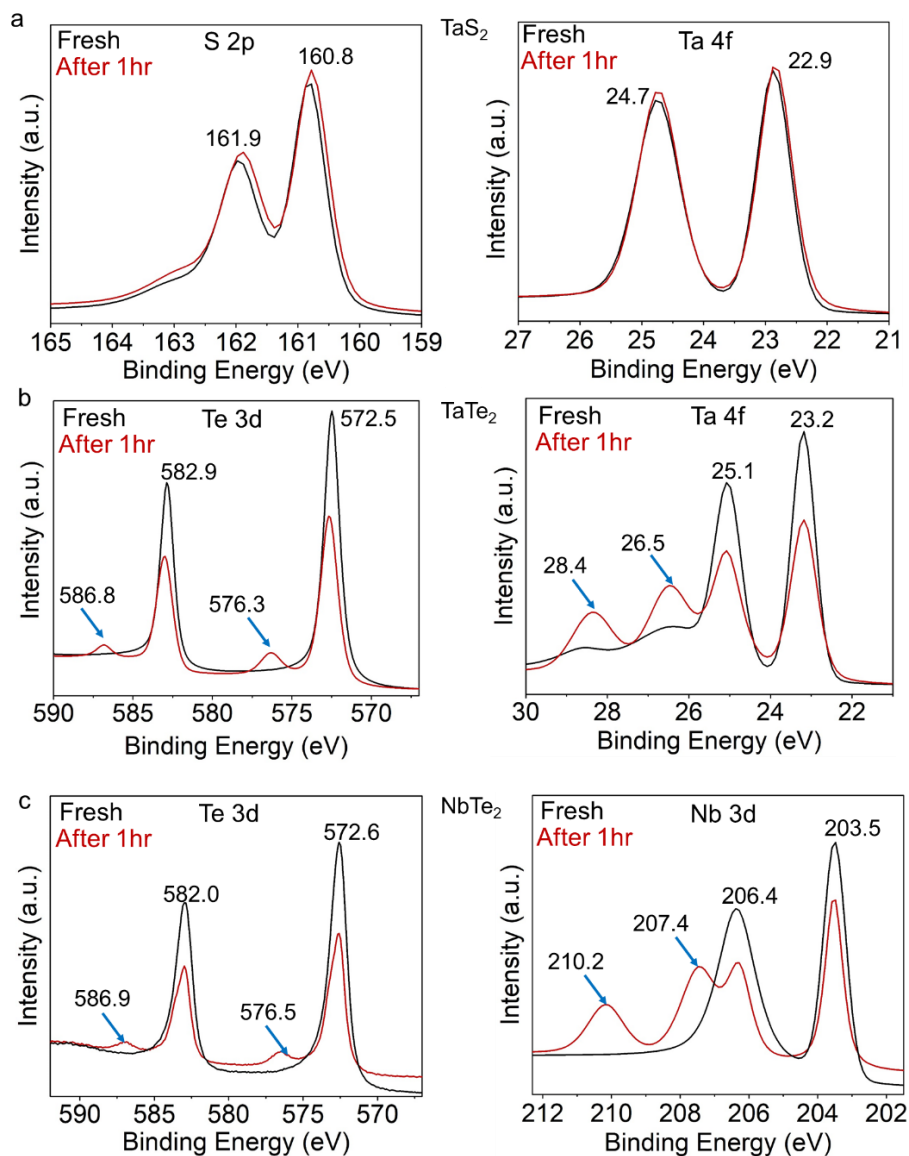 a
TaS₂
Fresh
After 1hr
S 2p
160.8
161.9
Intensity (a.u.)
165 164 163 162 161 160 159
Binding Energy (eV)
Fresh
After 1hr
Ta 4f
22.9
24.7
Intensity (a.u.)
27 26 25 24 23 22 21
Binding Energy (eV)
b
TaTe₂
Fresh
After 1hr
Te 3d
572.5
582.9
586.8
576.3
Intensity (a.u.)
590 585 580 575 570
Binding Energy (eV)
Fresh
After 1hr
Ta 4f
23.2
25.1
26.5
28.4
Intensity (a.u.)
30 28 26 24 22
Binding Energy (eV)
c
NbTe₂
Fresh
After 1hr
Te 3d
572.6
582.0
586.9
576.5
Intensity (a.u.)
590 585 580 575 570
Binding Energy (eV)
Fresh
After 1hr
Nb 3d
203.5
206.4
207.4
210.2
Intensity (a.u.)
212 210 208 206 204 202
Binding Energy (eV)